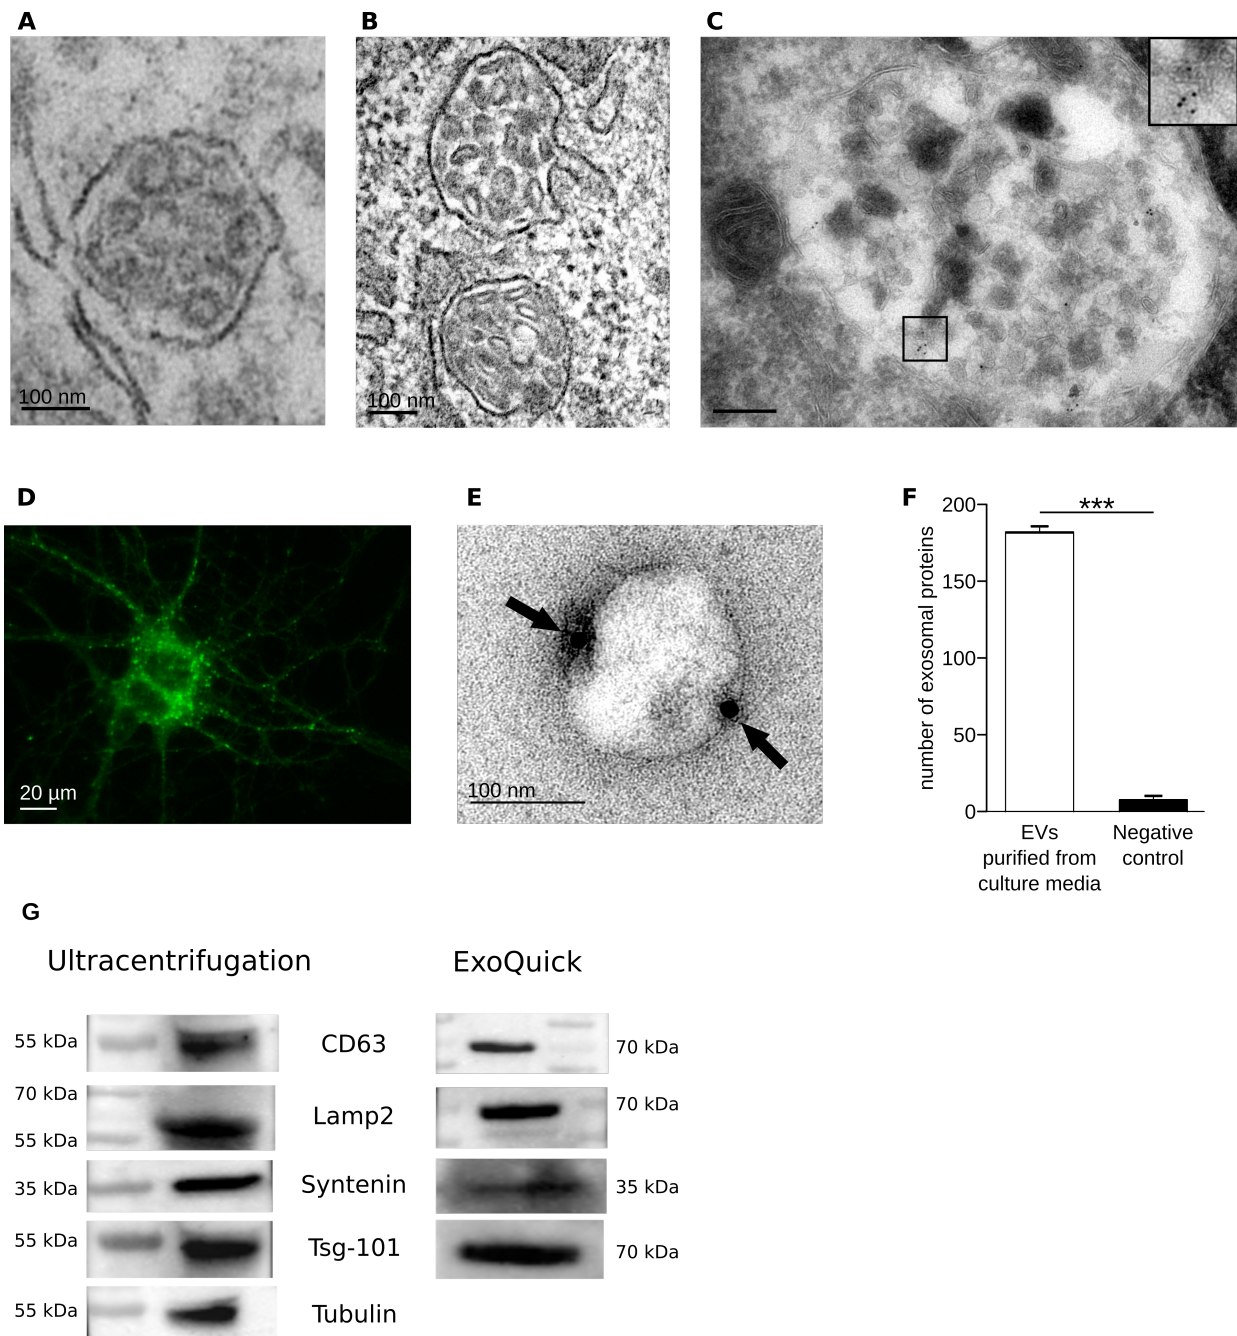 A
B
C
100 nm
100 nm
D
E
F
20 µm
100 nm
number of exosomal proteins
200
150
100
50
0
***
EVs
purified from
culture media
Negative
control
G
Ultracentrifugation
ExoQuick
55 kDa
CD63
70 kDa
70 kDa
55 kDa
Lamp2
70 kDa
35 kDa
Syntenin
35 kDa
55 kDa
Tsg-101
70 kDa
55 kDa
Tubulin